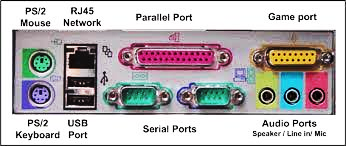 PS/2
Mouse
RJ45
Network
Parallel Port
Game port
PS/2
Keyboard
USB
Port
Serial Ports
Audio Ports
Speaker / Line in/ Mic